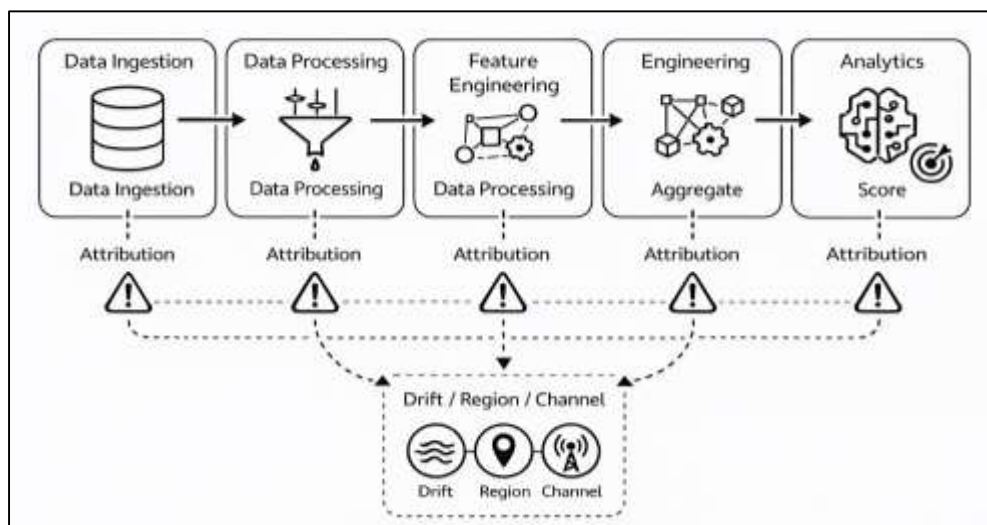 Data Ingestion
Data Processing
Feature
Engineering
Engineering
Analytics
Data Ingestion
Data Processing
Data Processing
Aggregate
Score
Attribution
Attribution
Attribution
Attribution
Attribution
Drift / Region / Channel
Drift
Region
Channel